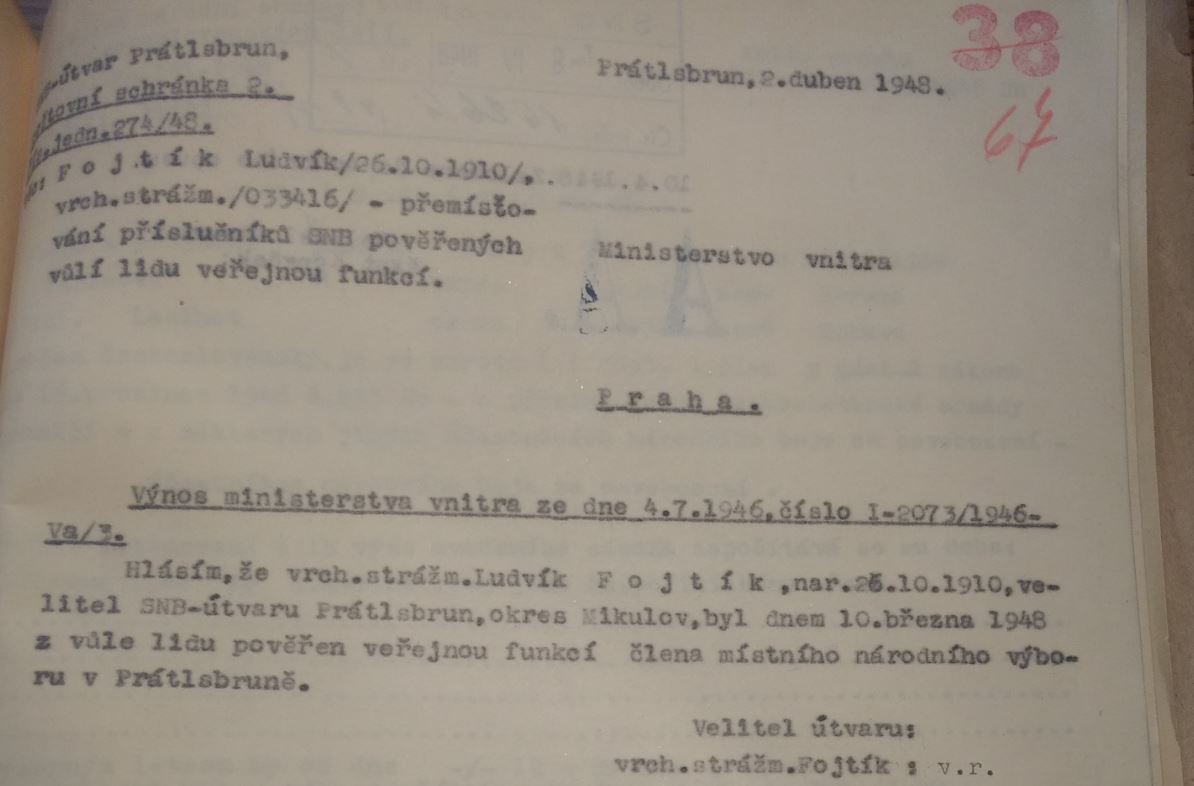 SNB-útvar Prátlsbrun,
Poštovní schránka 2.
jedn.274/48.
38
Prátlsbrun,2.duben 1948.
67
F o j t í k Ludvík/26.10.1910/,
vrch.strážm./033416/ - přemísťo-
vání příslučníků SNB pověřených
vůlí lidu veřejnou funkcí.
Ministerstvo vnitra
P r a h a .
Výnos ministerstva vnitra ze dne 4.7.1946,číslo I-2073/1946-
Va/3.
Hlásím,že vrch.strážm.Ludvík F o j t í k ,nar.26.10.1910,ve-
litel SNB-útvaru Prátlsbrun,okres Mikulov,byl dnem 10.března 1948
z vůle lidu pověřen veřejnou funkcí člena místního národního výbo-
ru v Prátlsbruně.
Velitel útvaru:
vrch.strážm.Fojtík : v.r.